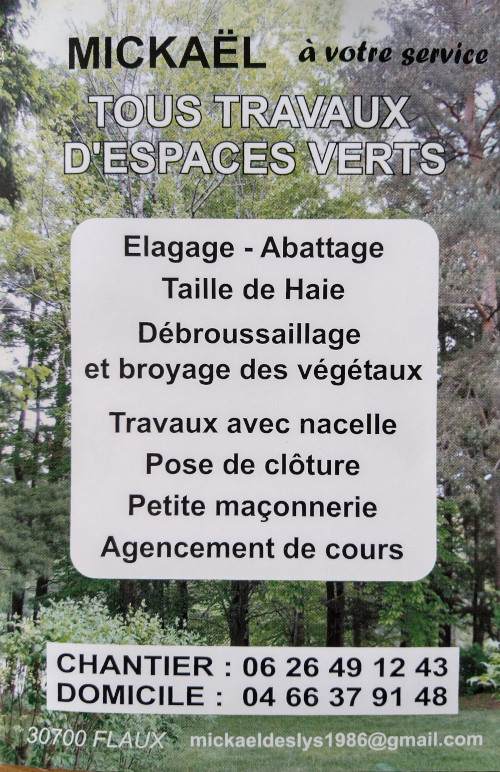 MICKAËL à votre service
TOUS TRAVAUX
D'ESPACES VERTS
Elagage - Abattage
Taille de Haie
Débroussaillage
et broyage des végétaux
Travaux avec nacelle
Pose de clôture
Petite maçonnerie
Agencement de cours
CHANTIER : 06 26 49 12 43
DOMICILE : 04 66 37 91 48
30700 FLAUX mickaeldeslys1986@gmail.com